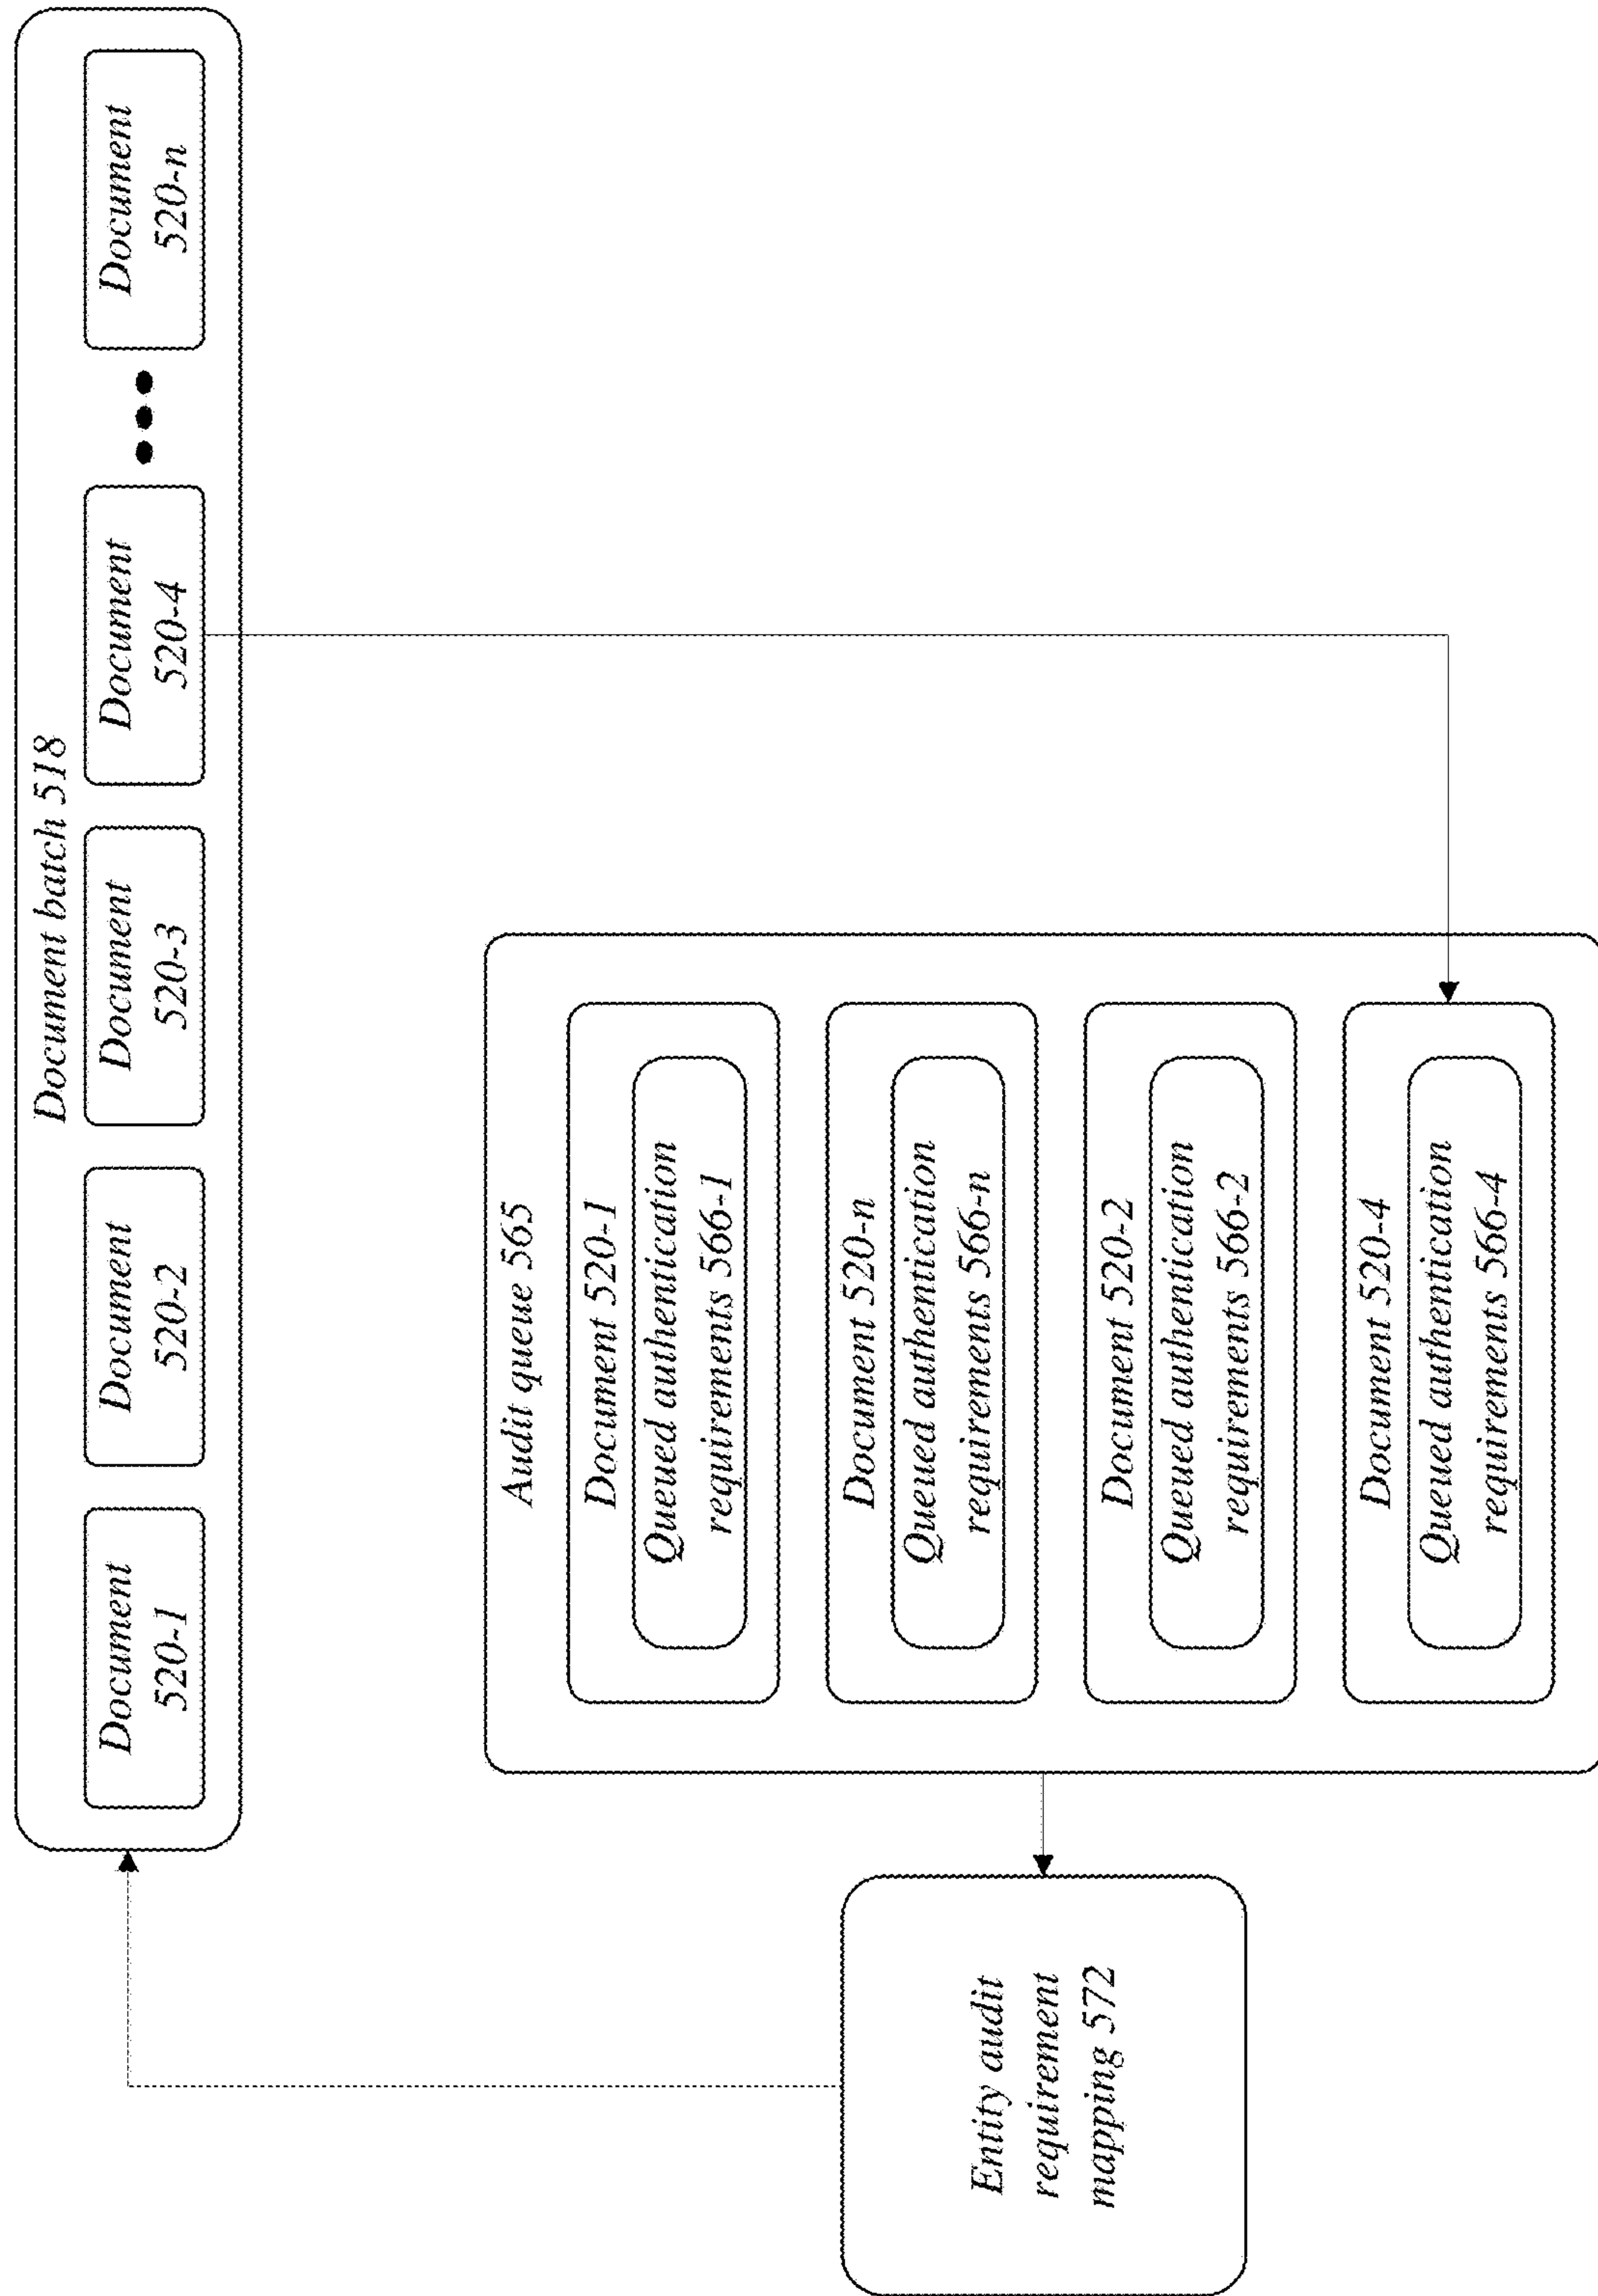 Document batch 518
Document
520-1
Document
520-2
Document
520-3
Document
520-4
Document
520-n
Audit queue 565
Document 520-1
Queued authentication
requirements 566-1
Document 520-n
Queued authentication
requirements 566-n
Document 520-2
Queued authentication
requirements 566-2
Document 520-4
Queued authentication
requirements 566-4
Entity audit
requirement
mapping 572